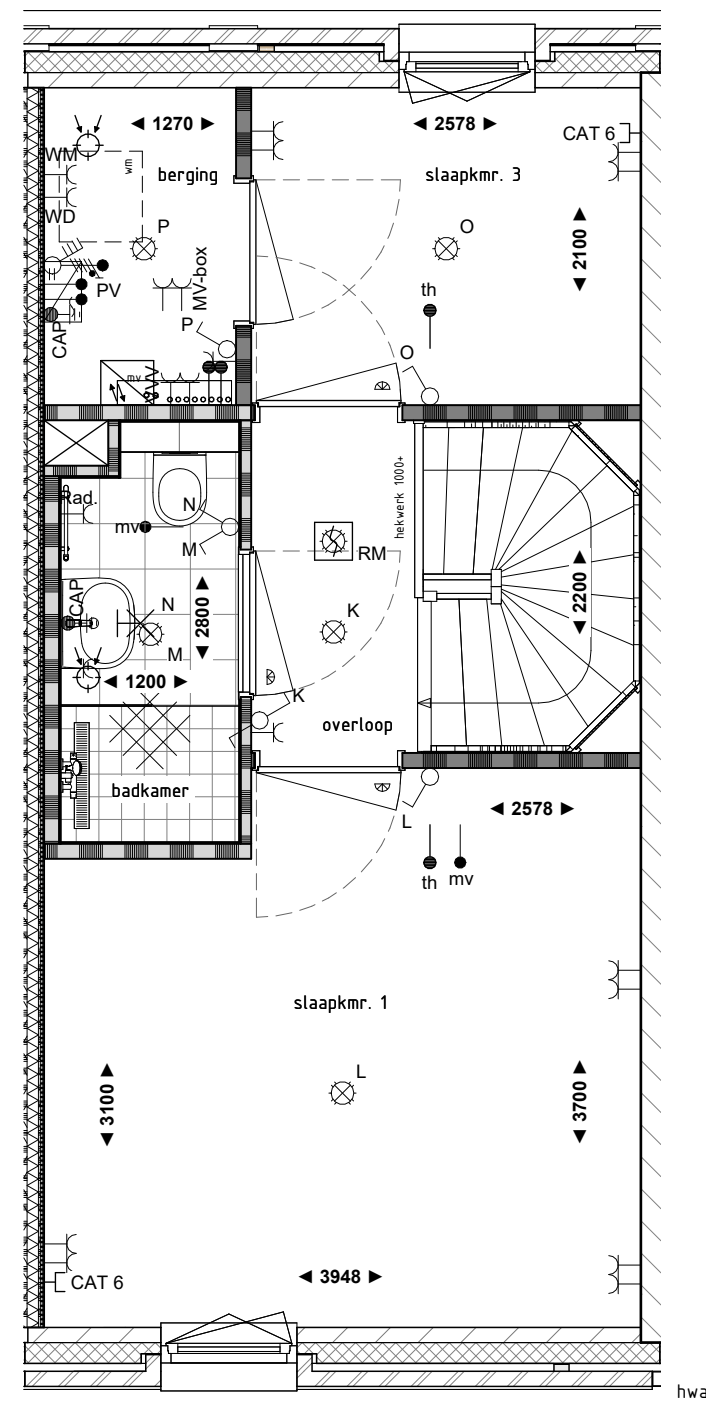 ◄ 1270 ►
◄ 2578 ►
CAT 6
WM
wm
berging
slaapkmr. 3
WD
P
O
◄ 2100 ►
MV-box
PV
th
CAP
P
O
mv
Rad.
N
mv
M
hekwerk 1000+
RM
CAP
N
◄ 2800 ►
K
◄ 2200 ►
M
◄ 1200 ►
K
overloop
badkamer
L
◄ 2578 ►
th
mv
slaapkmr. 1
L
◄ 3100 ►
◄ 3700 ►
◄ 3948 ►
CAT 6
hwa